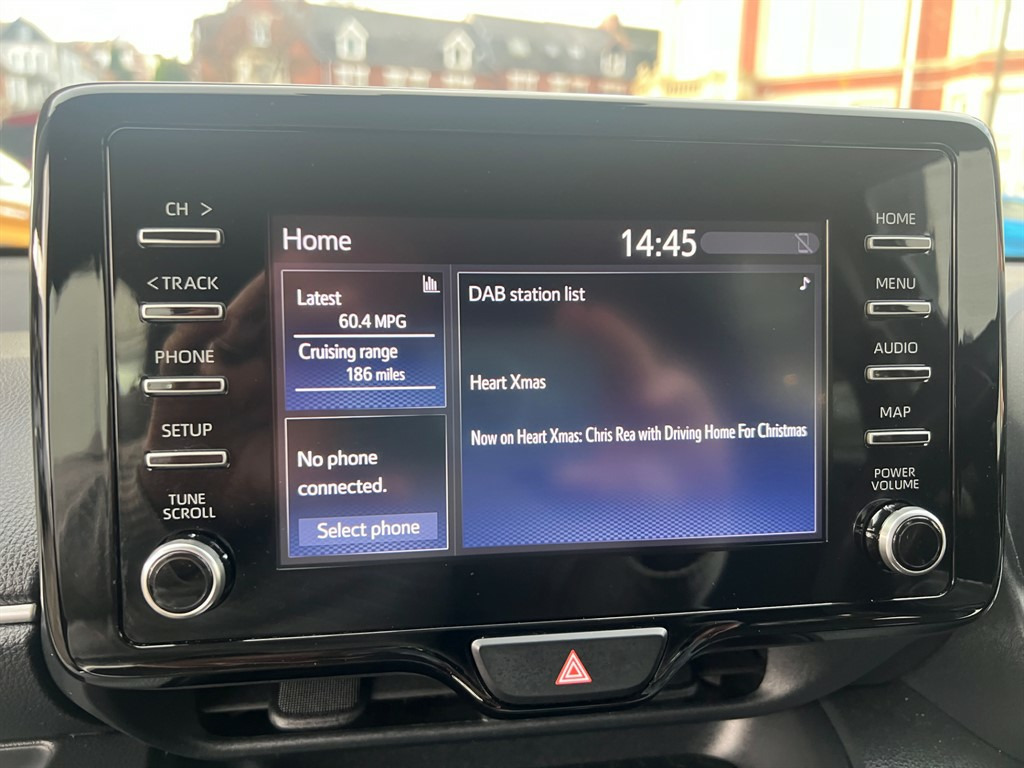 CH >
< TRACK
PHONE
SETUP
TUNE
SCROLL
Home
14:45
Latest
60.4 MPG
Cruising range
186 miles
No phone
connected.
Select phone
DAB station list
Heart Xmas
Now on Heart Xmas: Chris Rea with Driving Home For Christmas
HOME
MENU
AUDIO
MAP
POWER
VOLUME